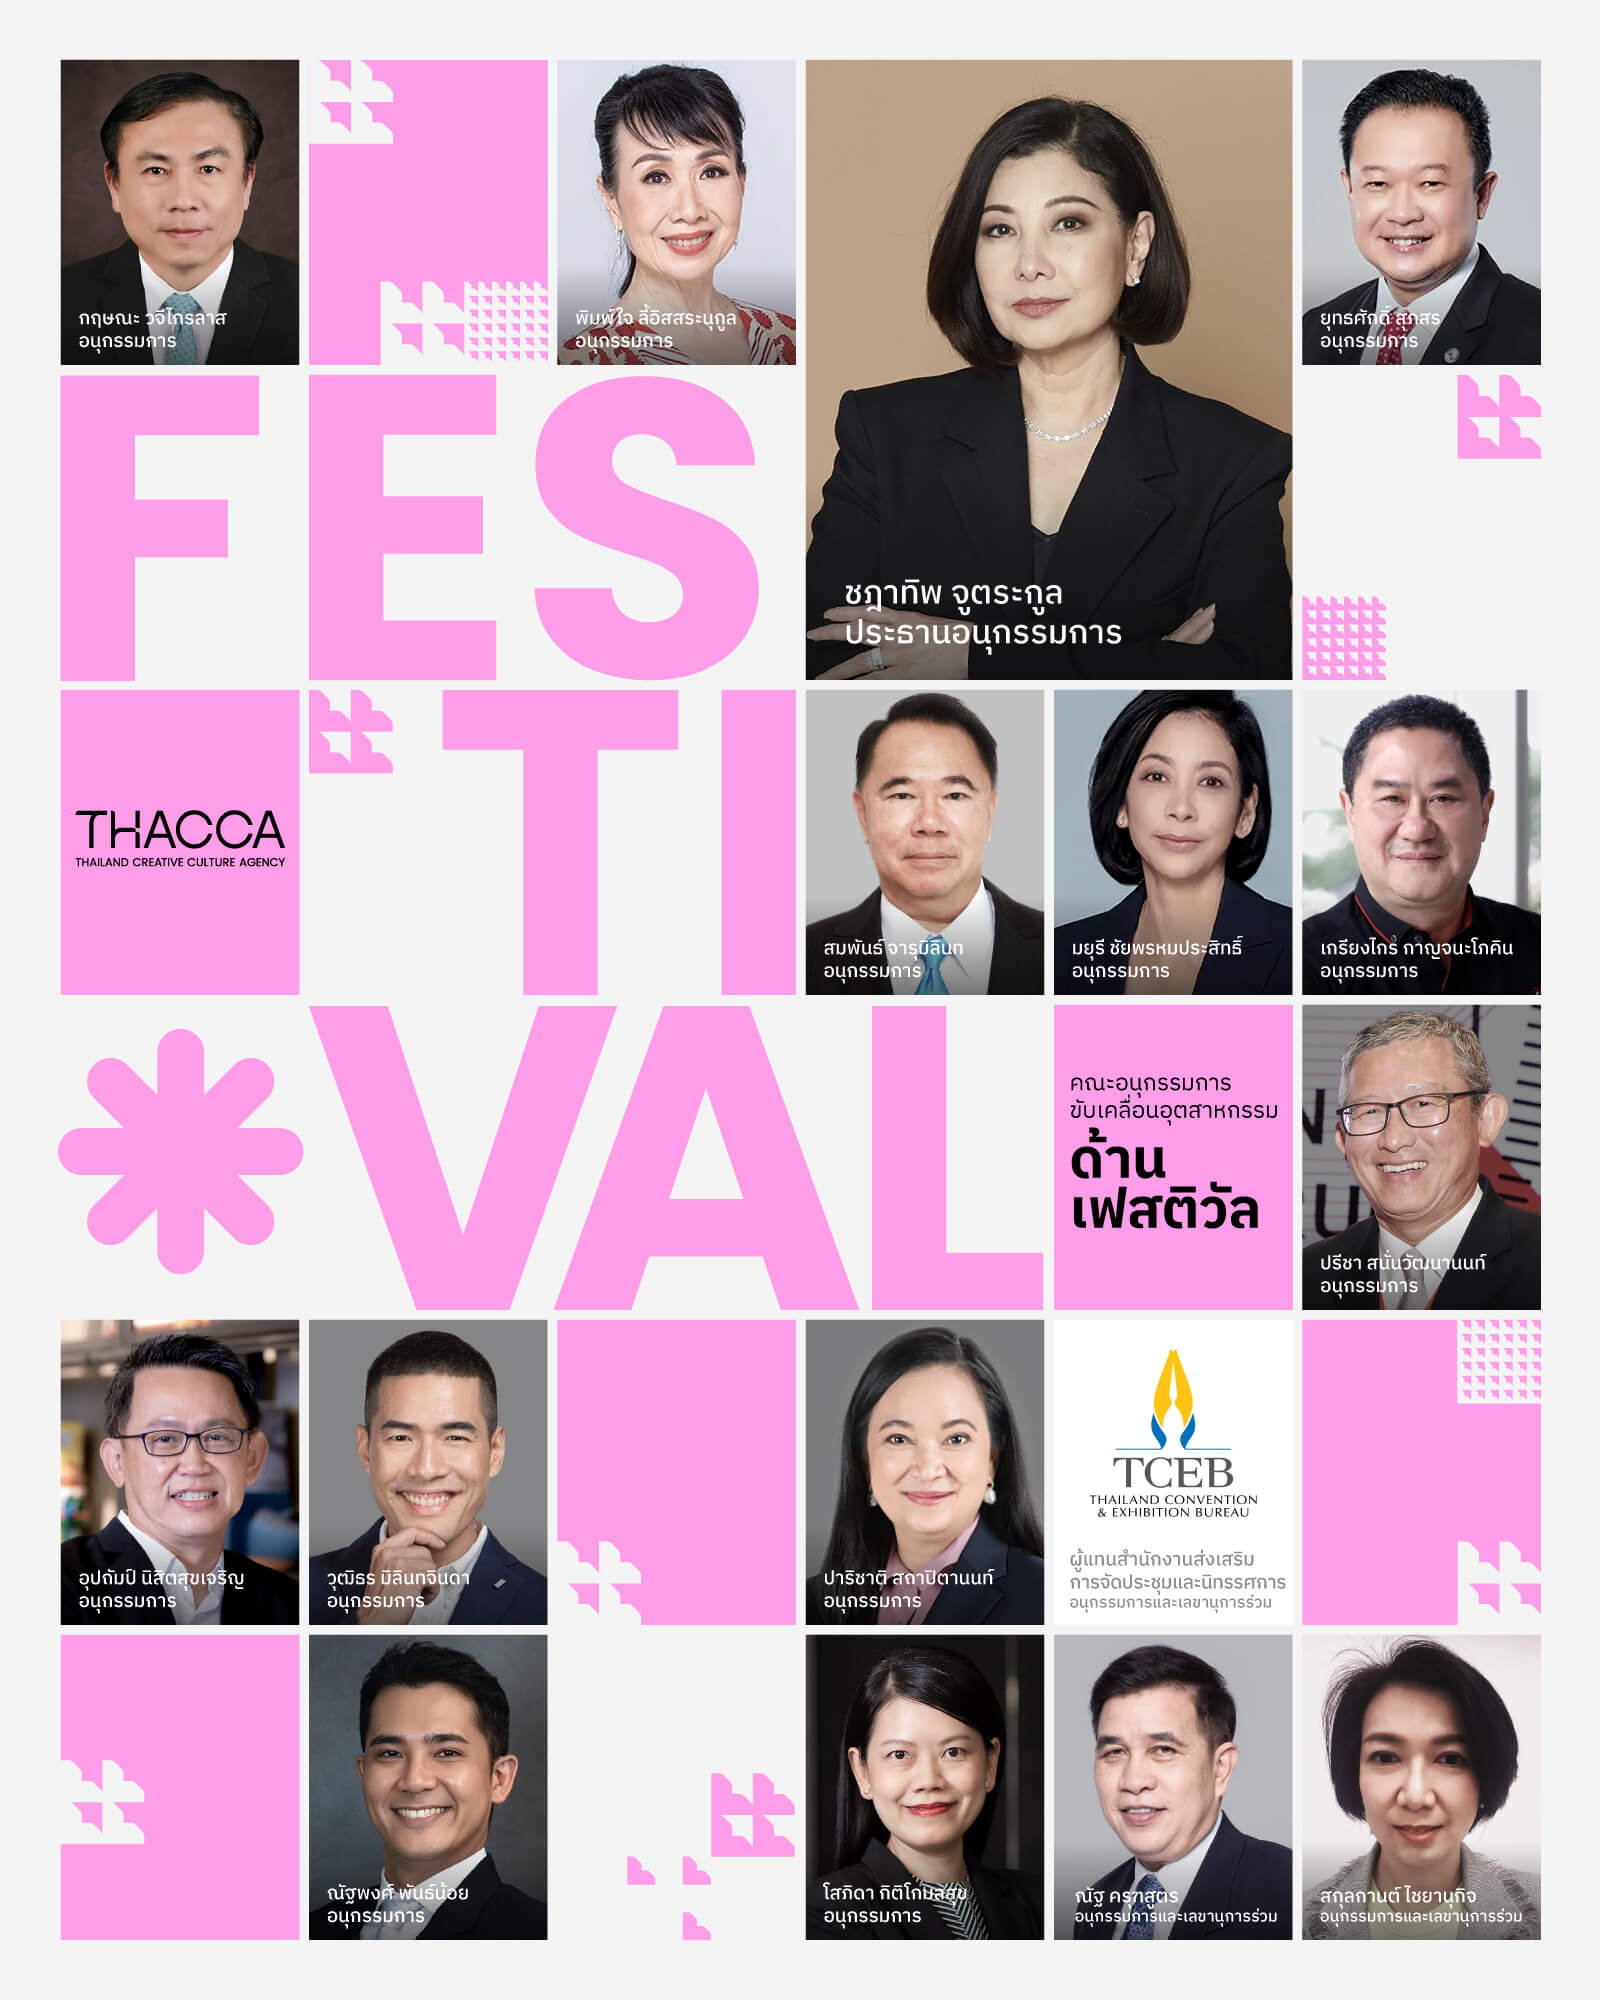 กฤษณะ วจีไกรลาส
อนุกรรมการ
พิมพ์ใจ ลี้อิสสระนุกูล
อนุกรรมการ
ชฎาทิพ จูตระกูล
ประธานอนุกรรมการ
ยุทธศักดิ์ สุภสร
อนุกรรมการ
FES
THACCA
THAILAND CREATIVE CULTURE AGENCY
TI
สมพันธ์ จารุมิลินท
อนุกรรมการ
มยุรี ชัยพรหมประสิทธิ์
อนุกรรมการ
เกรียงไกร กาญจนะโภคิน
อนุกรรมการ
VAL
คณะอนุกรรมการ
ขับเคลื่อนอุตสาหกรรม
ด้าน
เฟสติวัล
ปรีชา สนั่นวัฒนานนท์
อนุกรรมการ
อุปถัมป์ นิสิตสุขเจริญ
อนุกรรมการ
วุฒิธร มิลินทจินดา
อนุกรรมการ
ปาริชาติ สถาปิตานนท์
อนุกรรมการ
TCEB
THAILAND CONVENTION
& EXHIBITION BUREAU
ผู้แทนสำนักงานส่งเสริม
การจัดประชุมและนิทรรศการ
อนุกรรมการและเลขานุการร่วม
ณัฐพงศ์ พันธ์น้อย
อนุกรรมการ
โสภิดา กิติโกมลสุข
อนุกรรมการ
ณัฐ ครุฑสูตร
อนุกรรมการและเลขานุการร่วม
สกุลกานต์ ไชยานุกิจ
อนุกรรมการและเลขานุการร่วม